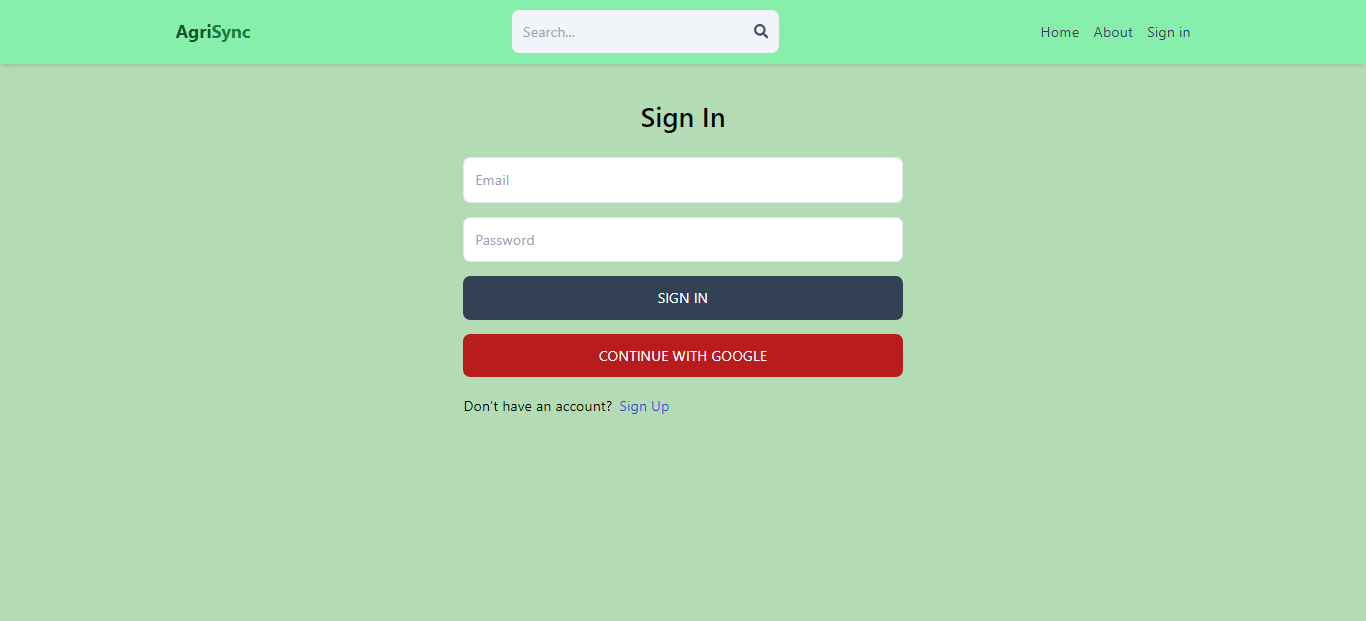 AgriSync
Search...
Home About Sign in
Sign In
Email
Password
SIGN IN
CONTINUE WITH GOOGLE
Don't have an account? Sign Up